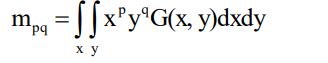 m_pq = ∫∫ x^p y^q G(x, y)dxdy
x y